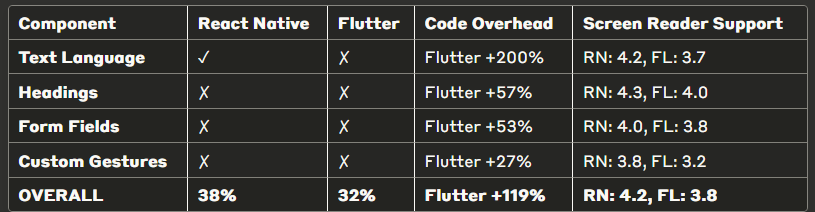 Component React Native Flutter Code Overhead Screen Reader Support
Text Language ✓ ✗ Flutter +200% RN: 4.2, FL: 3.7
Headings ✗ ✗ Flutter +57% RN: 4.3, FL: 4.0
Form Fields ✗ ✗ Flutter +53% RN: 4.0, FL: 3.8
Custom Gestures ✗ ✗ Flutter +27% RN: 3.8, FL: 3.2
OVERALL 38% 32% Flutter +119% RN: 4.2, FL: 3.8